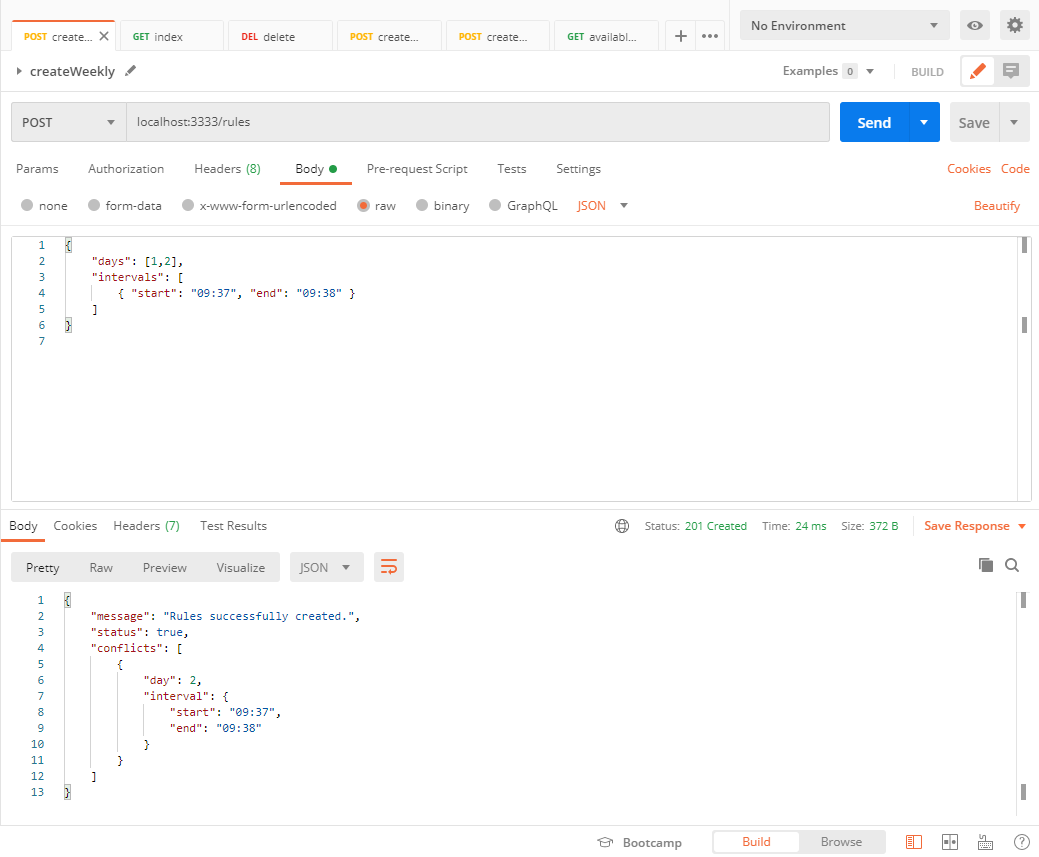 POST create... GET index DEL delete POST create... POST create... GET availabl... No Environment
createWeekly Examples 0 BUILD
POST localhost:3333/rules Send Save
Params Authorization Headers (8) Body Pre-request Script Tests Settings Cookies Code
none form-data x-www-form-urlencoded raw binary GraphQL JSON Beautify
1 {
2 "days": [1,2],
3 "intervals": [
4 { "start": "09:37", "end": "09:38" }
5 ]
6 }
7
Body Cookies Headers (7) Test Results Status: 201 Created Time: 24 ms Size: 372 B Save Response
Pretty Raw Preview Visualize JSON
1 {
2 "message": "Rules successfully created.",
3 "status": true,
4 "conflicts": [
5 {
6 "day": 2,
7 "interval": {
8 "start": "09:37",
9 "end": "09:38"
10 }
11 }
12 ]
13 }
Bootcamp Build Browse